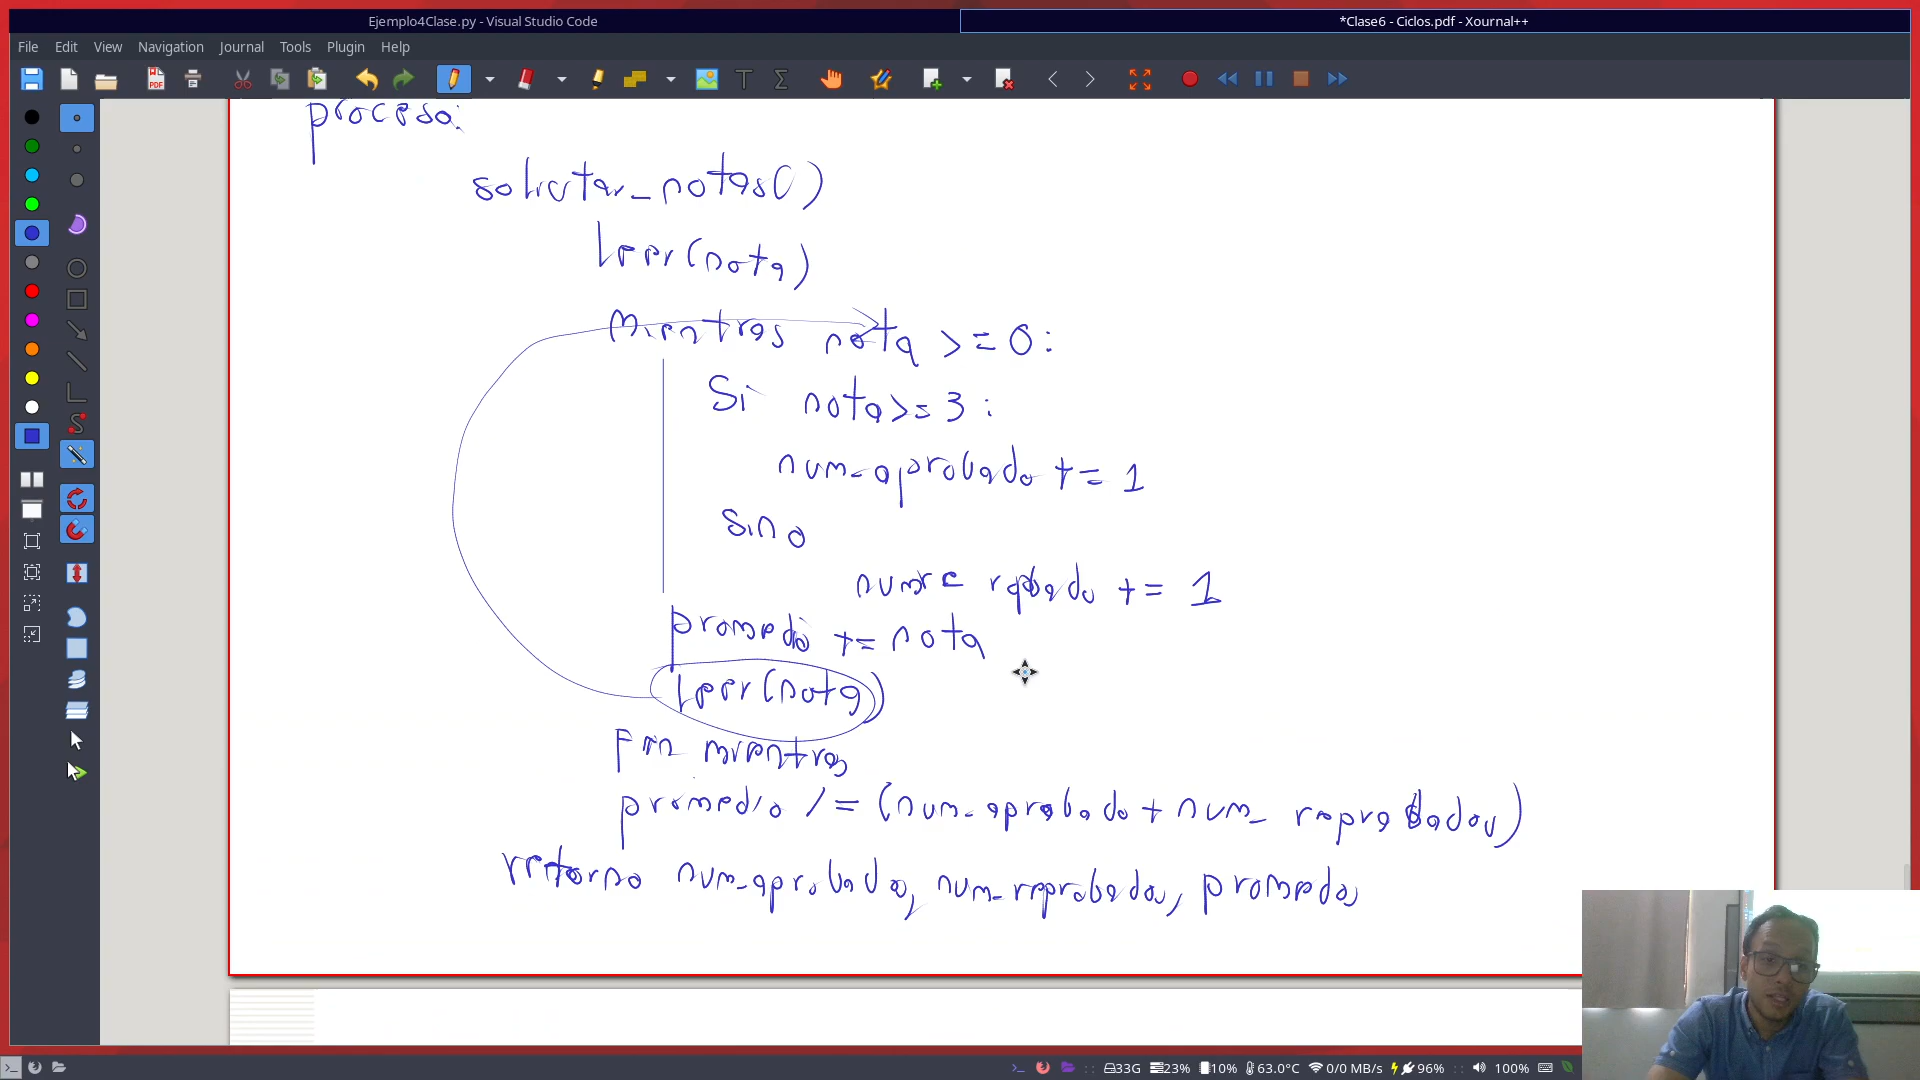 Ejemplo4Clase.py - Visual Studio Code
*Clase6 - Ciclos.pdf - Xournal++
File Edit View Navigation Journal Tools Plugin Help
proceso:
solicitar_notas()
leer(nota)
Mientras nota >= 0:
Si nota >= 3 :
num_aprobado += 1
sino
+= 1
promedio += nota
leer(nota)
Fin mientras
promedio /= (num_aprobado + num_ reprobados)
retorno num_aprobado, num_reprobados, promedio
33G 23% 10% 63.0°C 0/0 MB/s 96% 100%